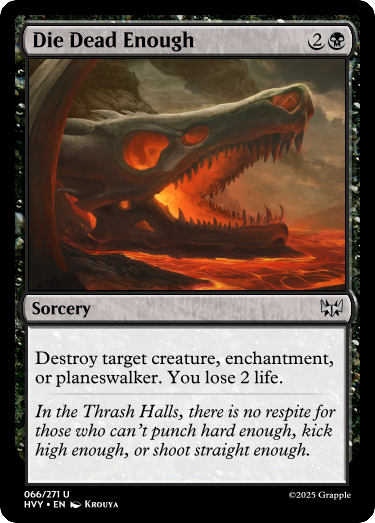 Die Dead Enough 2
Sorcery
Destroy target creature, enchantment,
or planeswalker. You lose 2 life.
In the Thrash Halls, there is no respite for
those who can't punch hard enough, kick
high enough, or shoot straight enough.
066/271 U
HVY • EN Krouya
©2025 Grapple